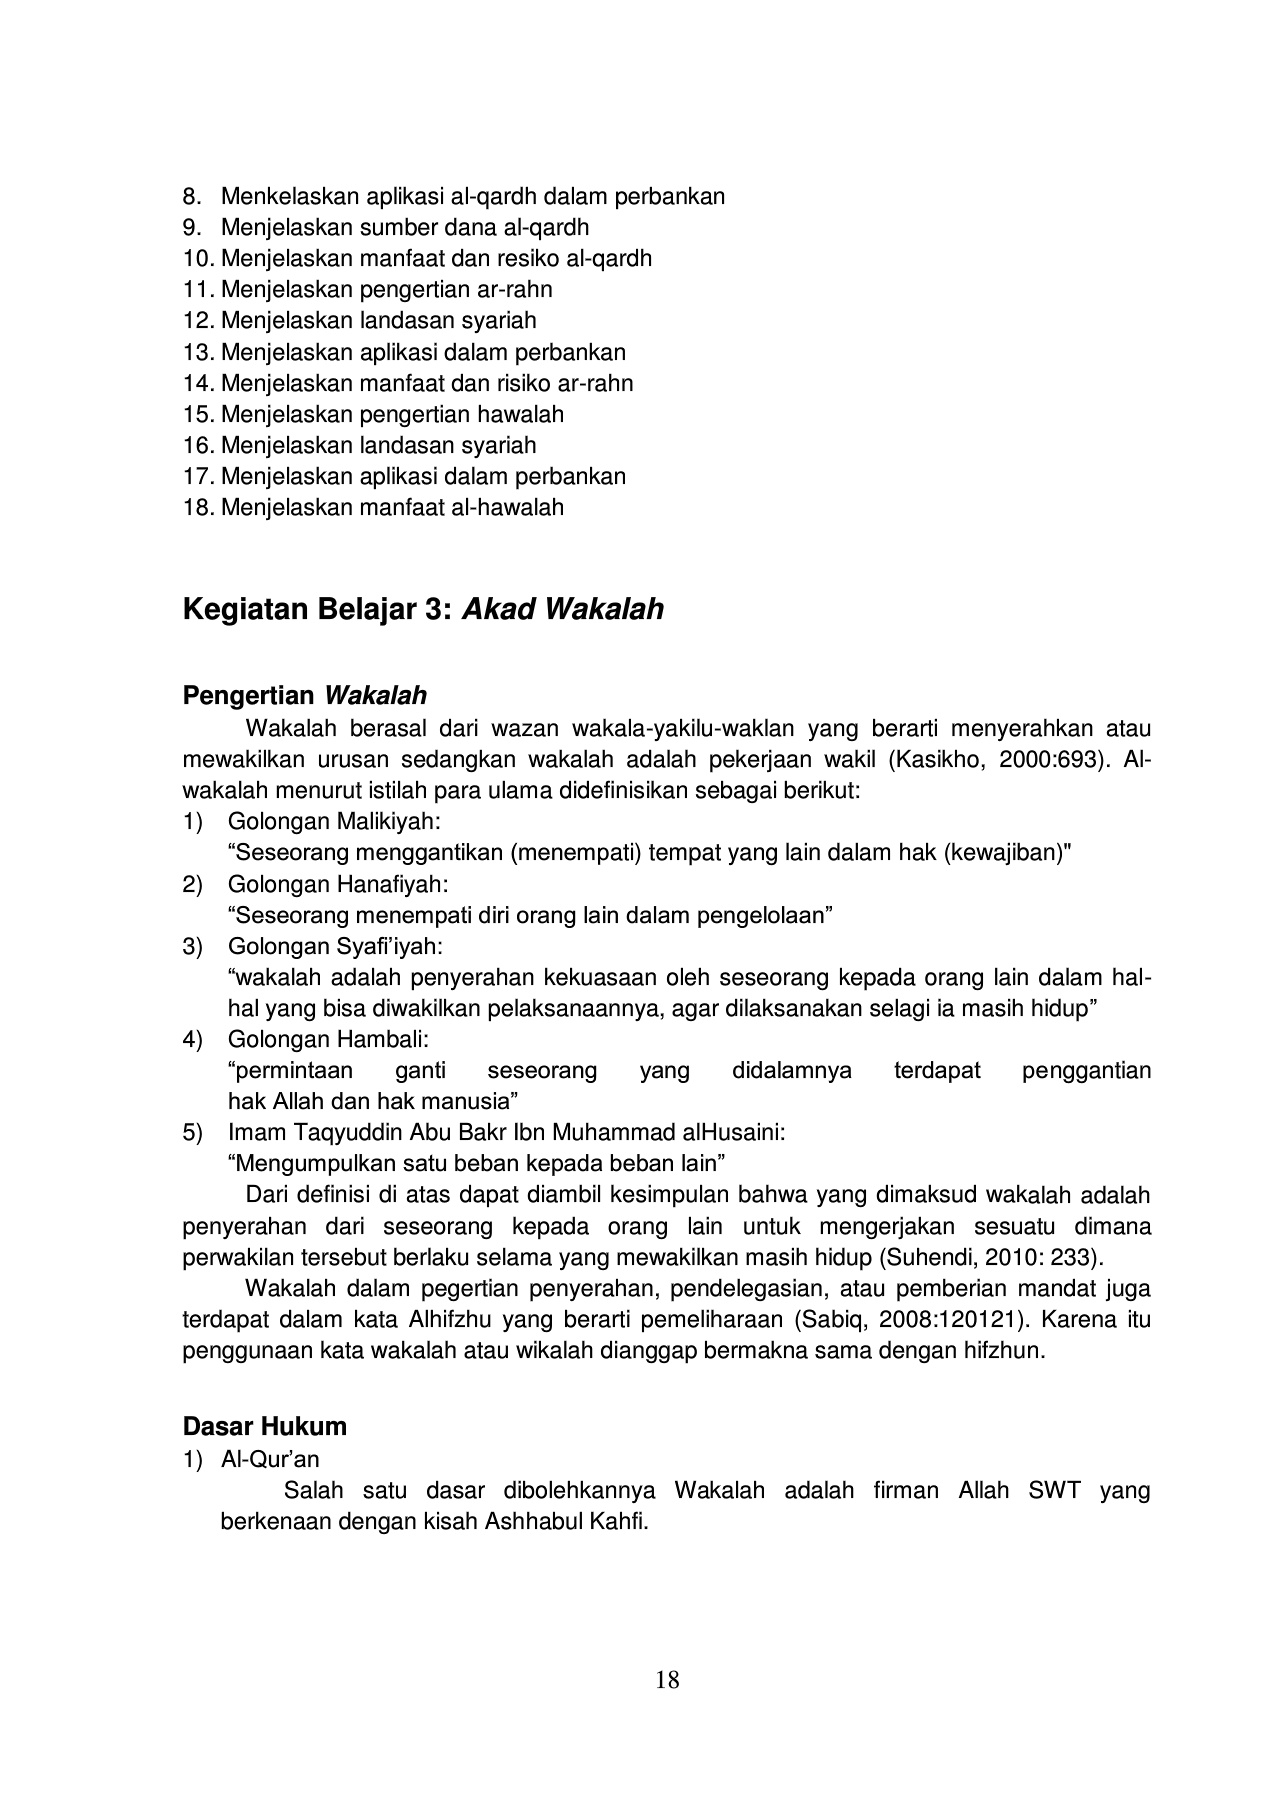 8. Menkelaskan aplikasi al-qardh dalam perbankan
9. Menjelaskan sumber dana al-qardh
10. Menjelaskan manfaat dan resiko al-qardh
11. Menjelaskan pengertian ar-rahn
12. Menjelaskan landasan syariah
13. Menjelaskan aplikasi dalam perbankan
14. Menjelaskan manfaat dan risiko ar-rahn
15. Menjelaskan pengertian hawalah
16. Menjelaskan landasan syariah
17. Menjelaskan aplikasi dalam perbankan
18. Menjelaskan manfaat al-hawalah
Kegiatan Belajar 3: Akad Wakalah
Pengertian Wakalah
Wakalah berasal dari wazan wakala-yakilu-waklan yang berarti menyerahkan atau
mewakilkan urusan sedangkan wakalah adalah pekerjaan wakil (Kasikho, 2000:693). Al-
wakalah menurut istilah para ulama didefinisikan sebagai berikut:
1) Golongan Malikiyah:
“Seseorang menggantikan (menempati) tempat yang lain dalam hak (kewajiban)"
2) Golongan Hanafiyah:
“Seseorang menempati diri orang lain dalam pengelolaan”
3) Golongan Syafi’iyah:
“wakalah adalah penyerahan kekuasaan oleh seseorang kepada orang lain dalam hal-
hal yang bisa diwakilkan pelaksanaannya, agar dilaksanakan selagi ia masih hidup”
4) Golongan Hambali:
“permintaan ganti seseorang yang didalamnya terdapat penggantian
hak Allah dan hak manusia”
5) Imam Taqyuddin Abu Bakr Ibn Muhammad alHusaini:
“Mengumpulkan satu beban kepada beban lain”
Dari definisi di atas dapat diambil kesimpulan bahwa yang dimaksud wakalah adalah
penyerahan dari seseorang kepada orang lain untuk mengerjakan sesuatu dimana
perwakilan tersebut berlaku selama yang mewakilkan masih hidup (Suhendi, 2010: 233).
Wakalah dalam pegertian penyerahan, pendelegasian, atau pemberian mandat juga
terdapat dalam kata Alhifzhu yang berarti pemeliharaan (Sabiq, 2008:120121). Karena itu
penggunaan kata wakalah atau wikalah dianggap bermakna sama dengan hifzhun.
Dasar Hukum
1) Al-Qur’an
Salah satu dasar dibolehkannya Wakalah adalah firman Allah SWT yang
berkenaan dengan kisah Ashhabul Kahfi.
18